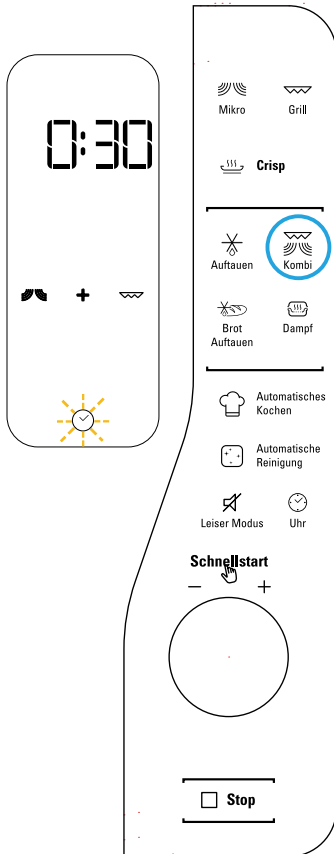 0:30
+
Mikro
Grill
Crisp
Auftauen
Kombi
Brot
Auftauen
Dampf
Automatisches
Kochen
Automatische
Reinigung
Leiser Modus
Uhr
Schnellstart
− +
Stop